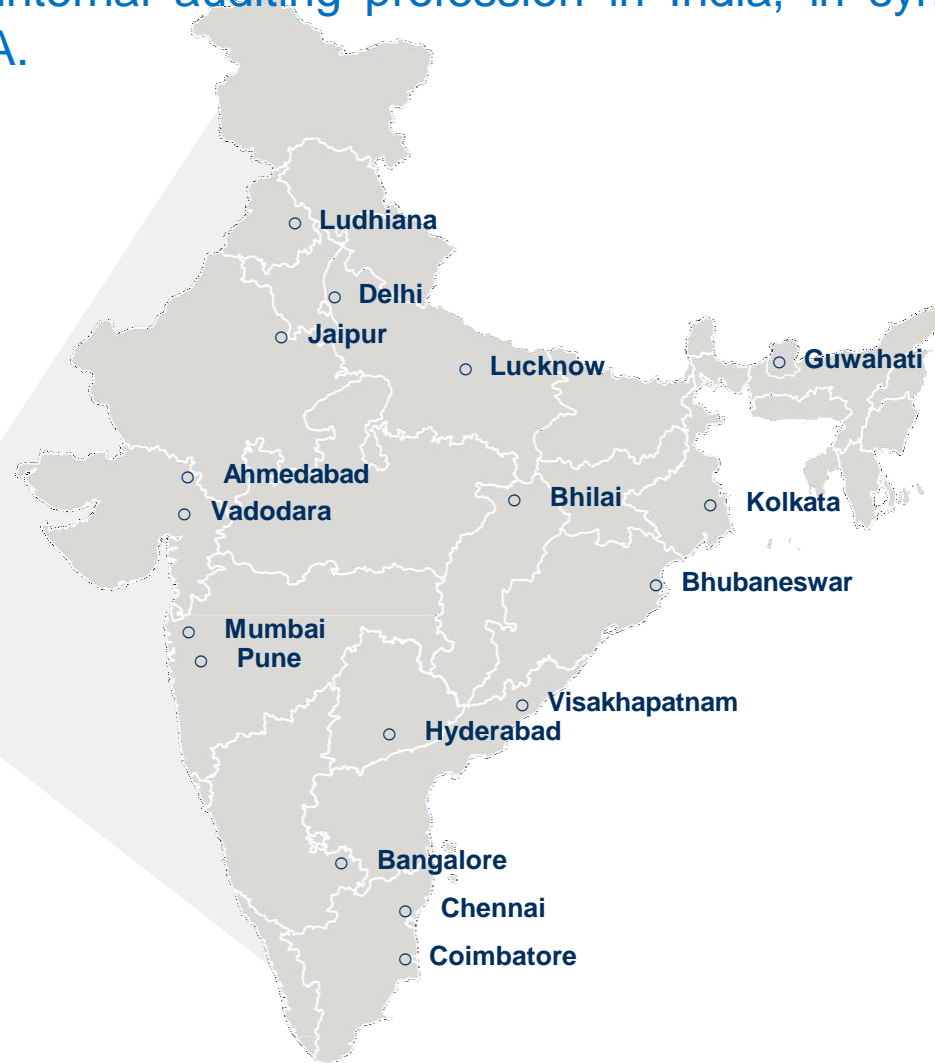 internal auditing profession in India, in syn
A.
Ludhiana
Delhi
Jaipur
Lucknow
Guwahati
Ahmedabad
Bhilai
Kolkata
Vadodara
Bhubaneswar
Mumbai
Pune
Visakhapatnam
Hyderabad
Bangalore
Chennai
Coimbatore